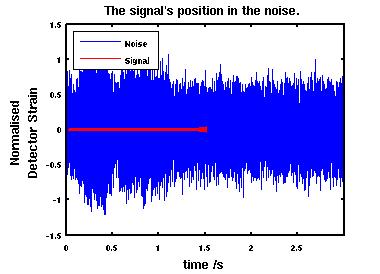 The signal's position in the noise.
Noise
Signal
Normalised
Detector Strain
1.5
1
0.5
0
-0.5
-1
-1.5
0
0.5
1
1.5
2
2.5
time /s